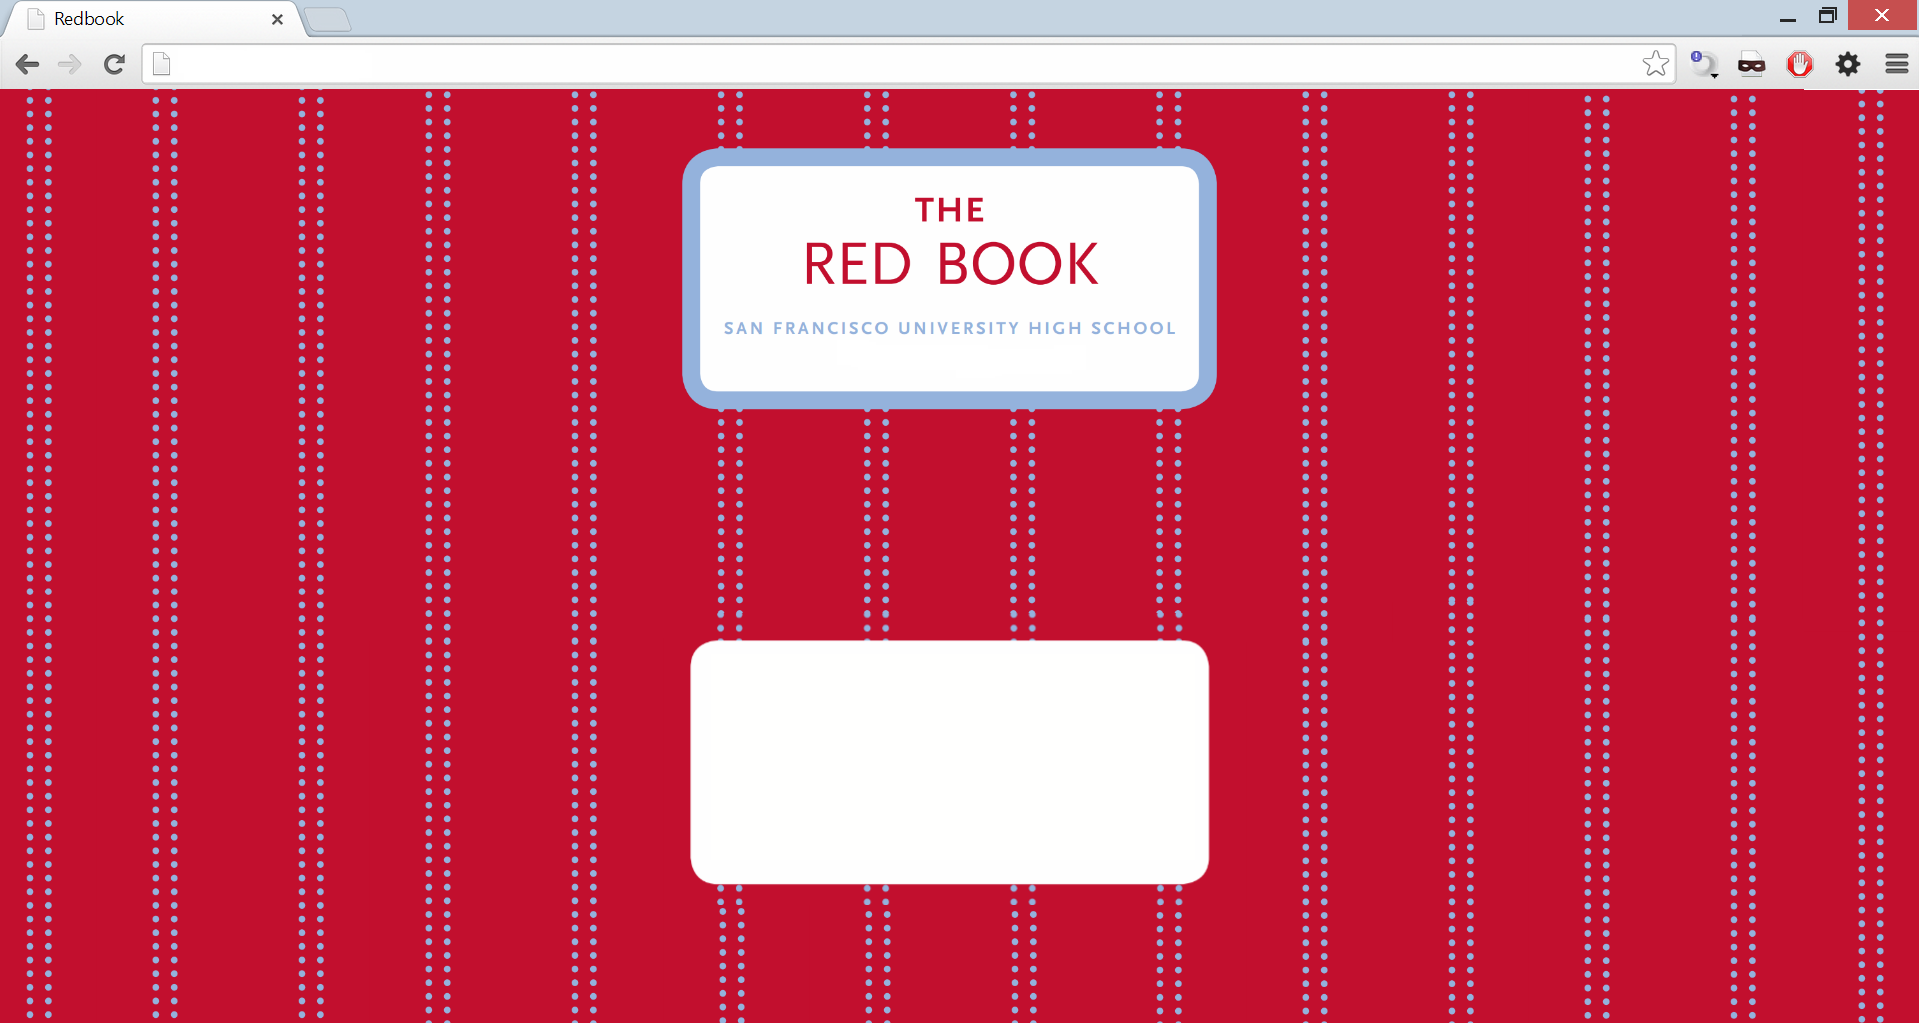 Redbook
THE
RED BOOK
SAN FRANCISCO UNIVERSITY HIGH SCHOOL